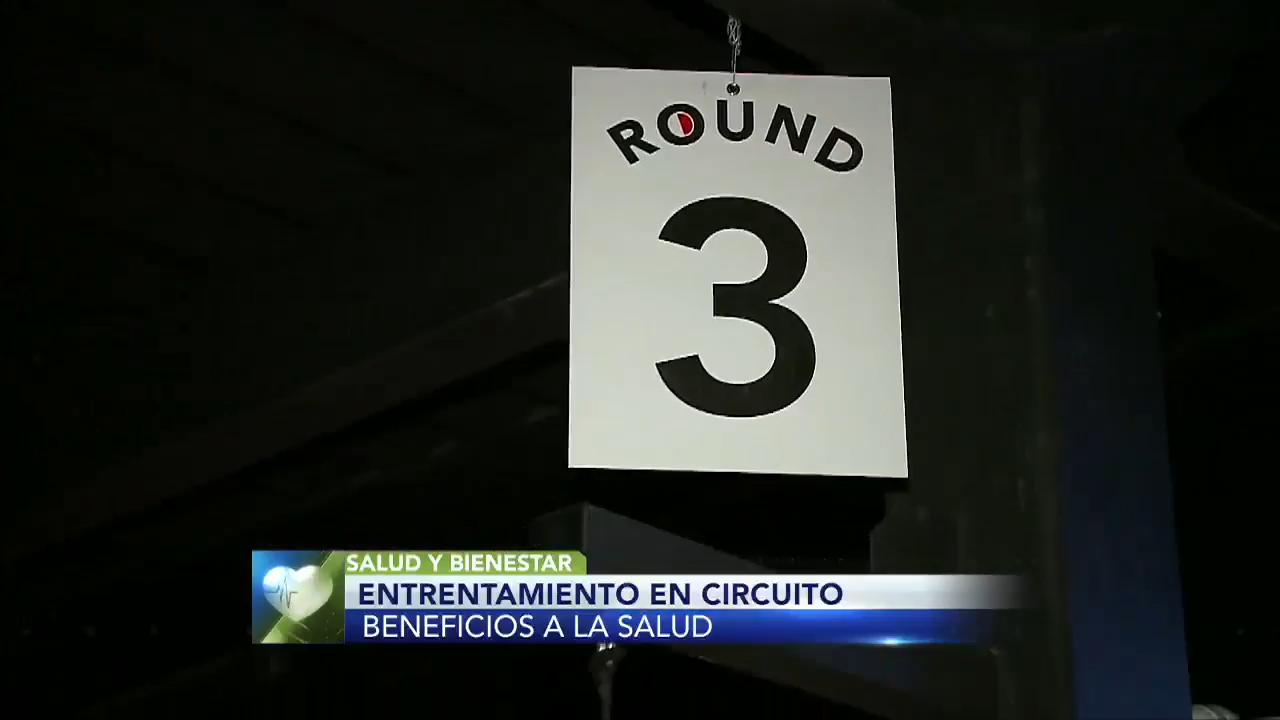 ROUND
3
SALUD Y BIENESTAR
ENTRENTAMIENTO EN CIRCUITO
BENEFICIOS A LA SALUD